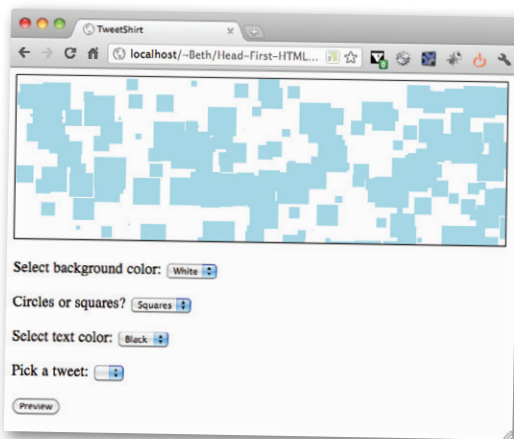 TweetShirt
localhost/~Beth/Head-First-HTML...
Select background color: White
Circles or squares? Squares
Select text color: Black
Pick a tweet:
Preview